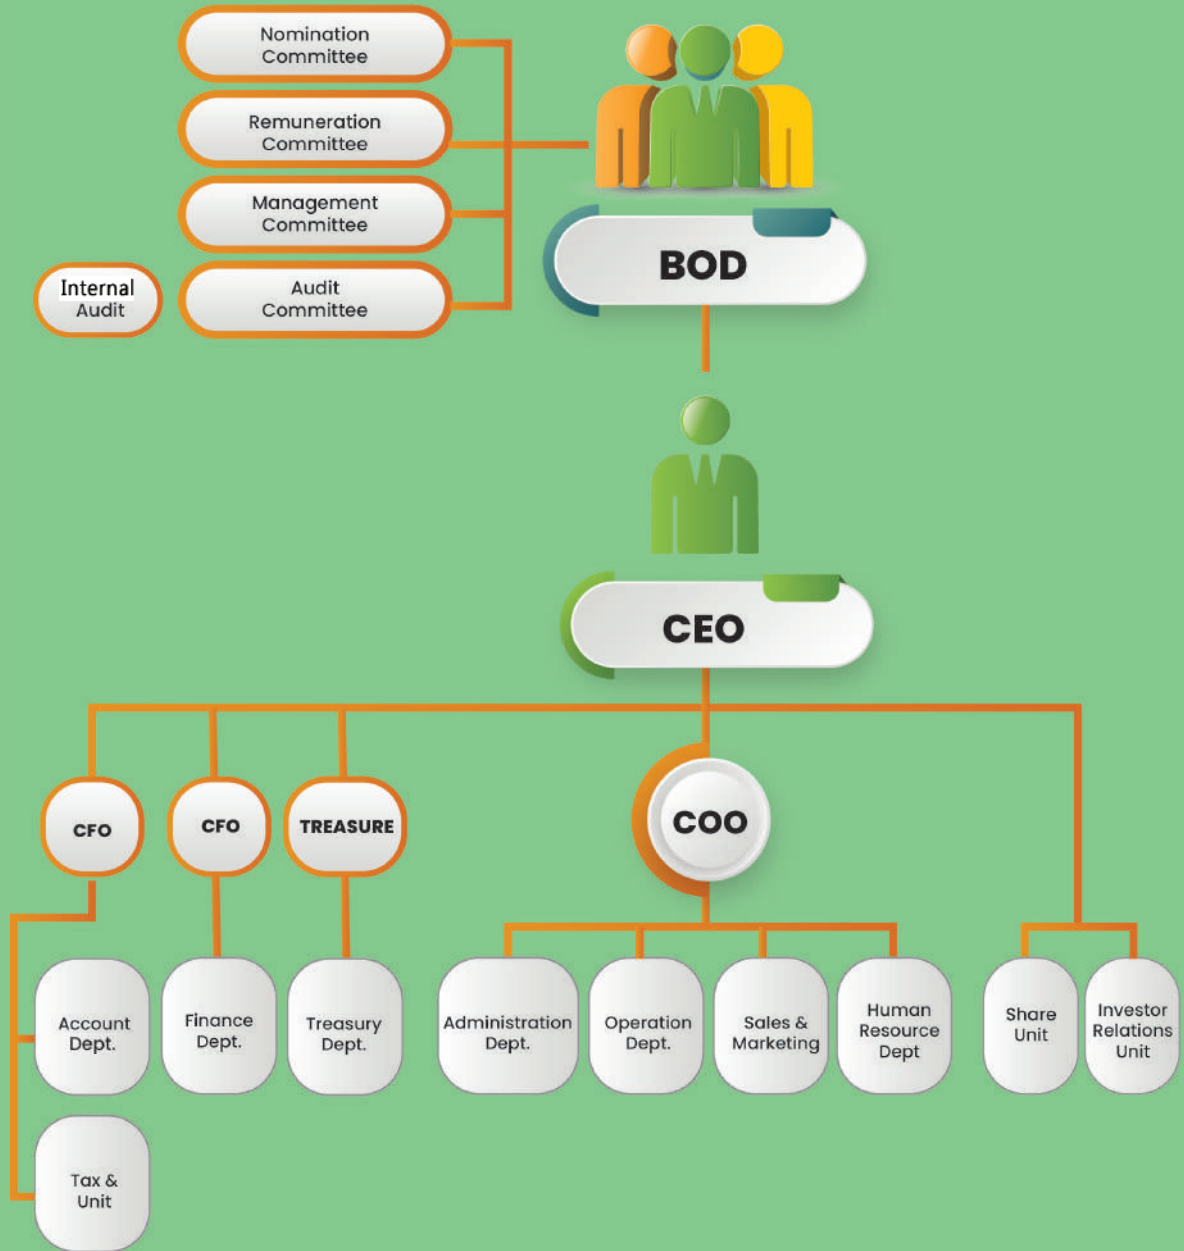 Nomination
Committee
Remuneration
Committee
Management
Committee
Internal
Audit
Audit
Committee
BOD
CEO
CFO
CFO
TREASURE
COO
Account
Dept.
Finance
Dept.
Treasury
Dept.
Administration
Dept.
Operation
Dept.
Sales &
Marketing
Human
Resource
Dept
Share
Unit
Investor
Relations
Unit
Tax &
Unit